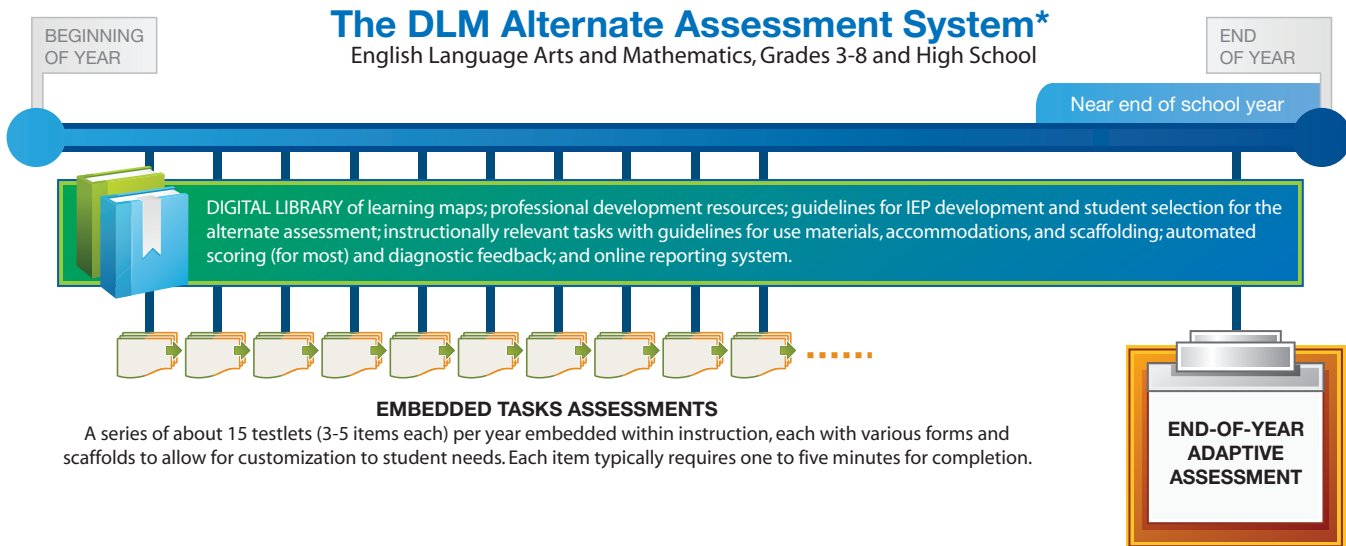 The DLM Alternate Assessment System*
English Language Arts and Mathematics, Grades 3-8 and High School
BEGINNING
OF YEAR
END
OF YEAR
Near end of school year
DIGITAL LIBRARY of learning maps; professional development resources; guidelines for IEP development and student selection for the
alternate assessment; instructionally relevant tasks with guidelines for use materials, accommodations, and scaffolding; automated
scoring (for most) and diagnostic feedback; and online reporting system.
EMBEDDED TASKS ASSESSMENTS
A series of about 15 testlets (3-5 items each) per year embedded within instruction, each with various forms and
scaffolds to allow for customization to student needs. Each item typically requires one to five minutes for completion.
END-OF-YEAR
ADAPTIVE
ASSESSMENT